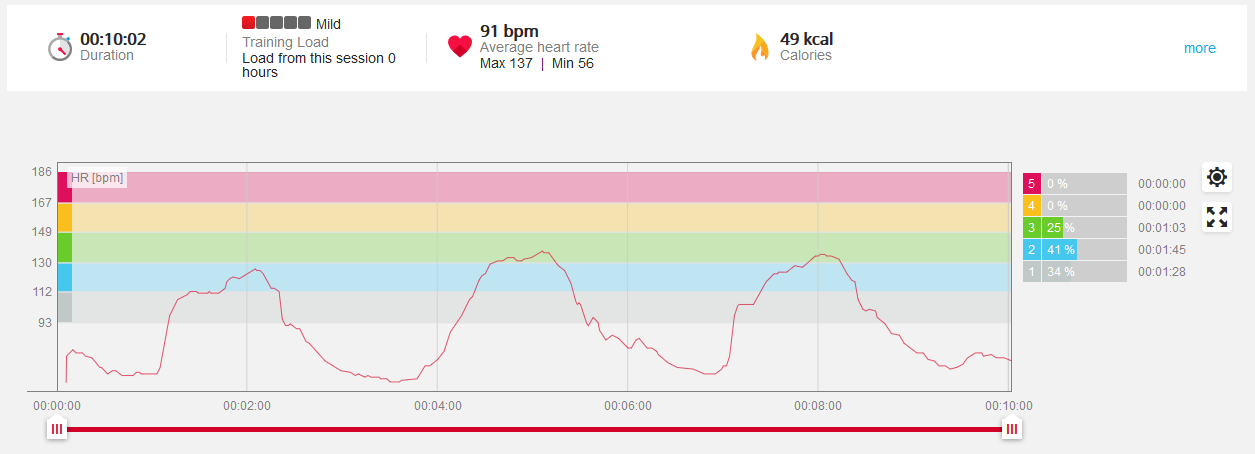 00:10:02
Duration
Mild
Training Load
Load from this session 0
hours
91 bpm
Average heart rate
Max 137 | Min 56
49 kcal
Calories
more
HR [bpm]
186
167
149
130
112
93
00:00:00
00:02:00
00:04:00
00:06:00
00:08:00
00:10:00
5 0 % 00:00:00
4 0 % 00:00:00
3 25 % 00:01:03
2 41 % 00:01:45
1 34 % 00:01:28